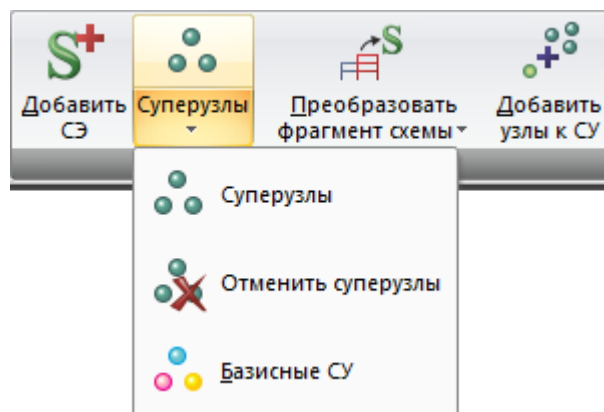 Добавить СЭ
Суперузлы
Преобразовать фрагмент схемы
Добавить узлы к СУ
Суперузлы
Отменить суперузлы
Базисные СУ